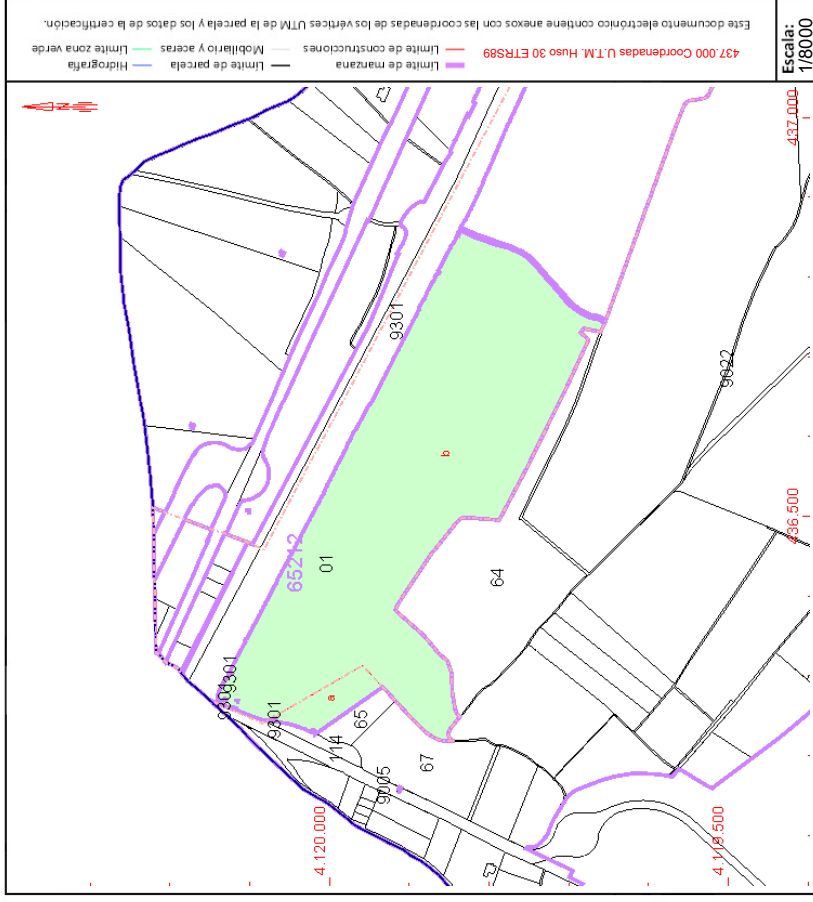 Este documento electrónico contiene anexos con las coordenadas de los vértices UTM de la parcela y los datos de la certificación.
437.000 Coordenadas U.T.M. Huso 30 ETRS89
Límite de manzana
Límite de construcciones
Límite de parcela
Mobiliario y aceras
Hidrografía
Límite zona verde
Escala:
1/8000
N
437.000
436.500
4.120.000
4.119.500
9301
9022
65212
01
b
64
9301
9301
9301
a
65
114
67
9005